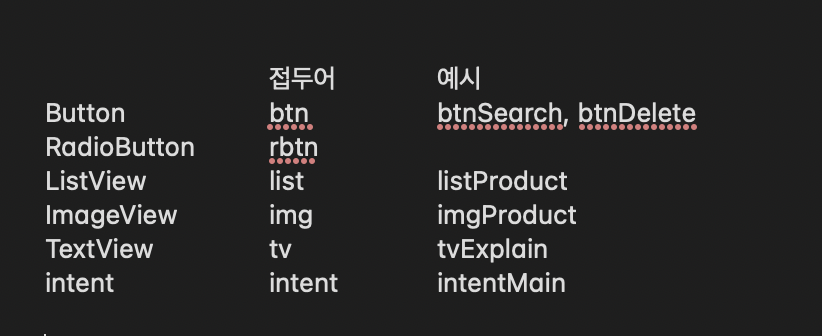 접두어 예시
Button btn btnSearch, btnDelete
RadioButton rbtn
ListView list listProduct
ImageView img imgProduct
TextView tv tvExplain
intent intent intentMain